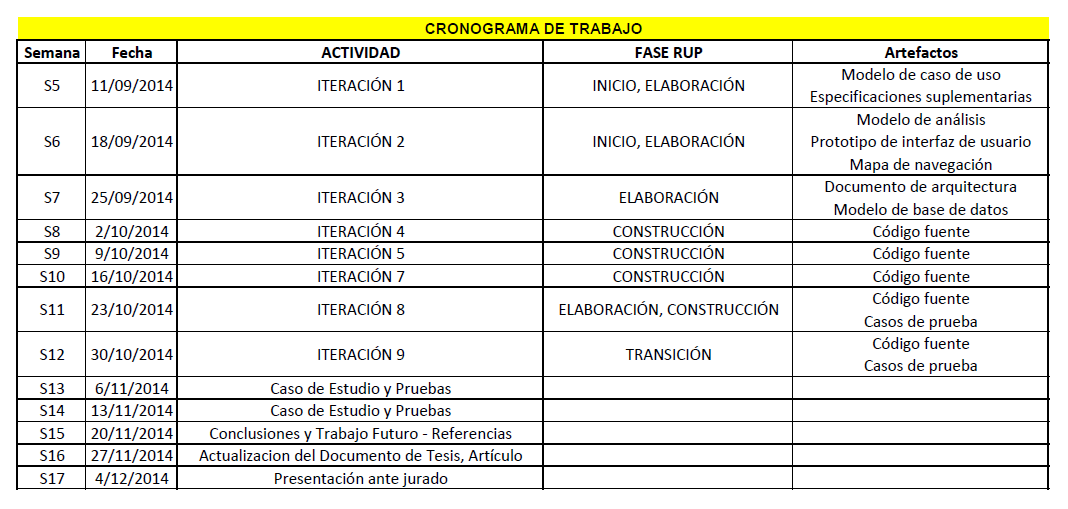 CRONOGRAMA DE TRABAJO
Semana Fecha ACTIVIDAD FASE RUP Artefactos
S5 11/09/2014 ITERACIÓN 1 INICIO, ELABORACIÓN Modelo de caso de uso
Especificaciones suplementarias
S6 18/09/2014 ITERACIÓN 2 INICIO, ELABORACIÓN Modelo de análisis
Prototipo de interfaz de usuario
Mapa de navegación
S7 25/09/2014 ITERACIÓN 3 ELABORACIÓN Documento de arquitectura
Modelo de base de datos
S8 2/10/2014 ITERACIÓN 4 CONSTRUCCIÓN Código fuente
S9 9/10/2014 ITERACIÓN 5 CONSTRUCCIÓN Código fuente
S10 16/10/2014 ITERACIÓN 7 CONSTRUCCIÓN Código fuente
S11 23/10/2014 ITERACIÓN 8 ELABORACIÓN, CONSTRUCCIÓN Código fuente
Casos de prueba
S12 30/10/2014 ITERACIÓN 9 TRANSICIÓN Código fuente
Casos de prueba
S13 6/11/2014 Caso de Estudio y Pruebas
S14 13/11/2014 Caso de Estudio y Pruebas
S15 20/11/2014 Conclusiones y Trabajo Futuro - Referencias
S16 27/11/2014 Actualizacion del Documento de Tesis, Artículo
S17 4/12/2014 Presentación ante jurado